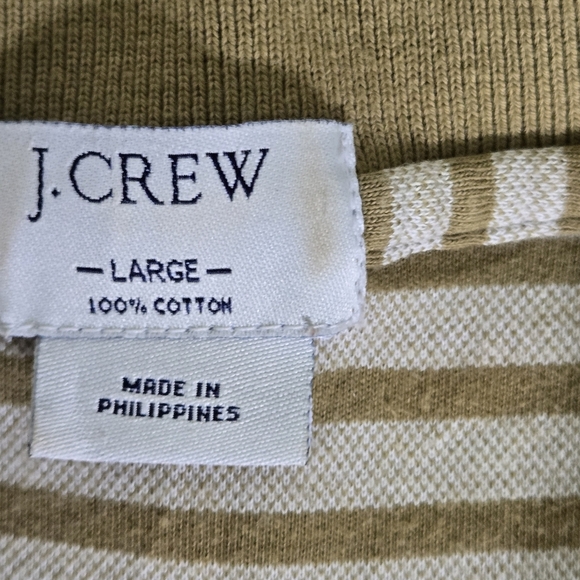 J.CREW
— LARGE —
100% COTTON
MADE IN
PHILIPPINES